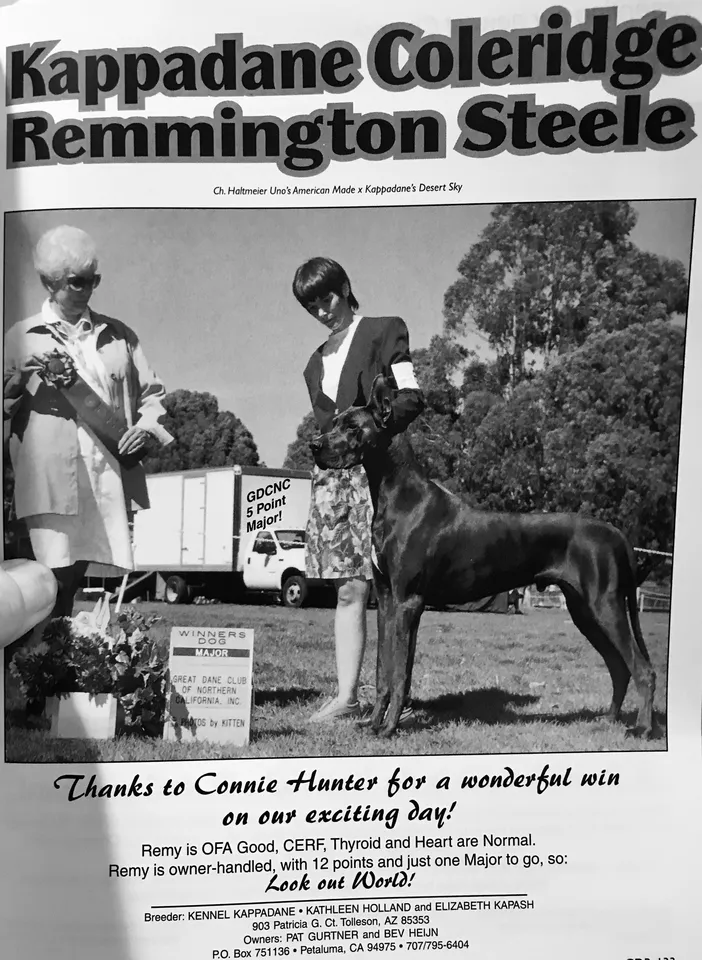 Kappadane Coleridge
Remmington Steele
Ch. Haltmeier Uno's American Made x Kappadane's Desert Sky
GDCNC
5 Point
Major!
WINNERS
DOG
MAJOR
GREAT DANE CLUB
OF NORTHERN
CALIFORNIA, INC.
PHOTOS by KITTEN
Thanks to Connie Hunter for a wonderful win
on our exciting day!
Remy is OFA Good, CERF, Thyroid and Heart are Normal.
Remy is owner-handled, with 12 points and just one Major to go, so:
Look out World!
Breeder: KENNEL KAPPADANE • KATHLEEN HOLLAND and ELIZABETH KAPASH
903 Patricia G. Ct. Tolleson, AZ 85353
Owners: PAT GURTNER and BEV HEIJN
P.O. Box 751136 • Petaluma, CA 94975 • 707/795-6404